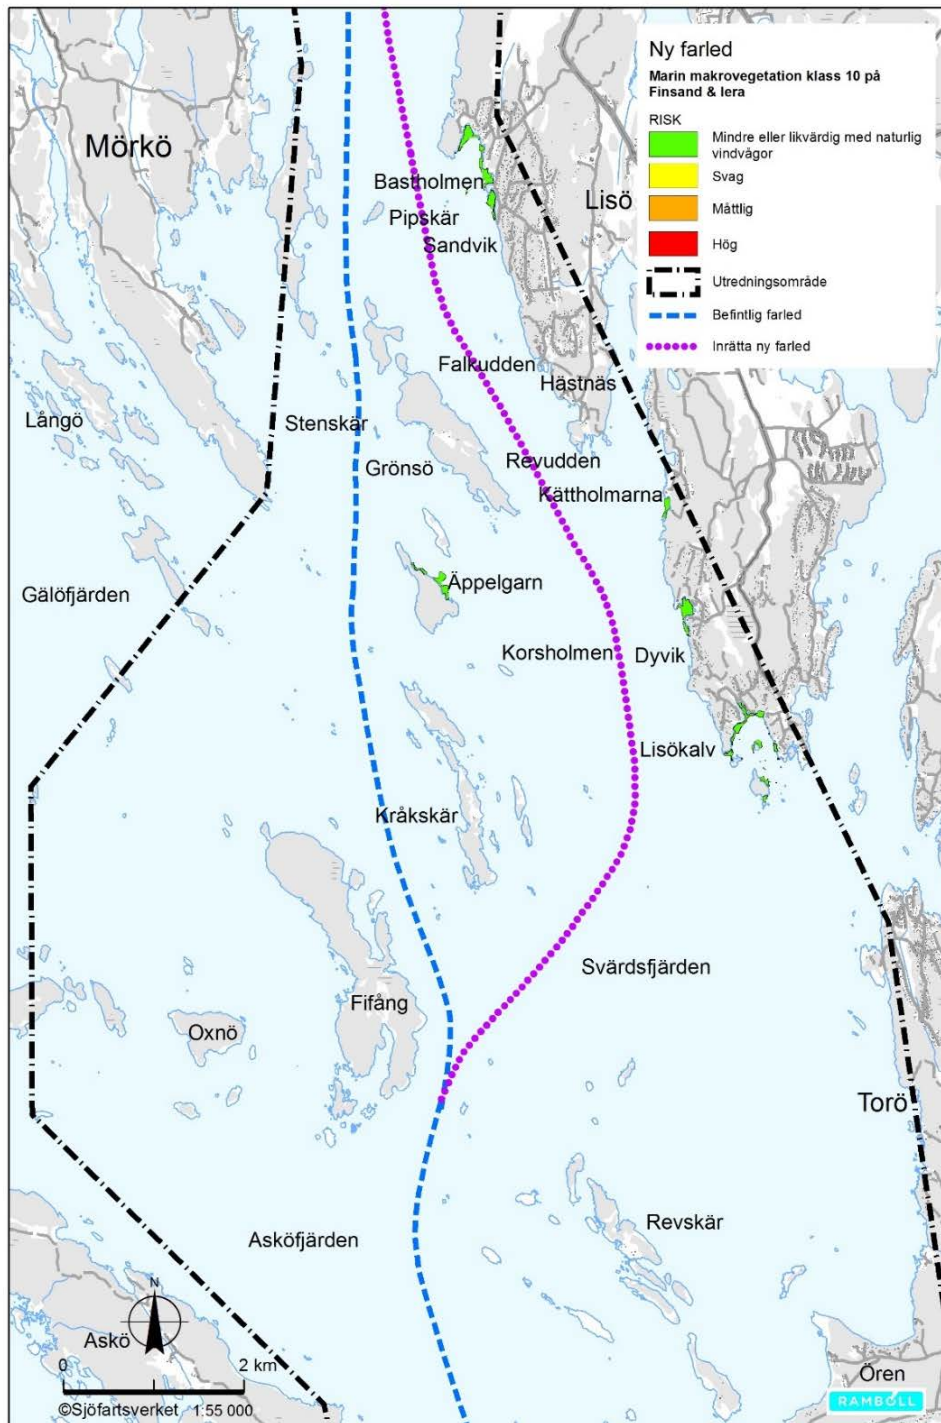 Ny farled
Marin makrovegetation klass 10 på
Finsand & lera
RISK
Mindre eller likvärdig med naturlig
vindvågor
Svag
Måttlig
Hög
Utredningsområde
Befintlig farled
Inrätta ny farled
Mörkö
Bastholmen
Lisö
Pipskär
Sandvik
Falkudden
Hästnäs
Långö
Stenskär
Grönsö
Revudden
Kättholmarna
Gälöfjärden
Äppelgarn
Korsholmen
Dyvik
Lisökalv
Kråkskär
Svärdsfjärden
Fifång
Oxnö
Torö
Revskär
Asköfjärden
N
Askö
0 2 km
©Sjöfartsverket 1:55 000
Ören
RAMBOLL